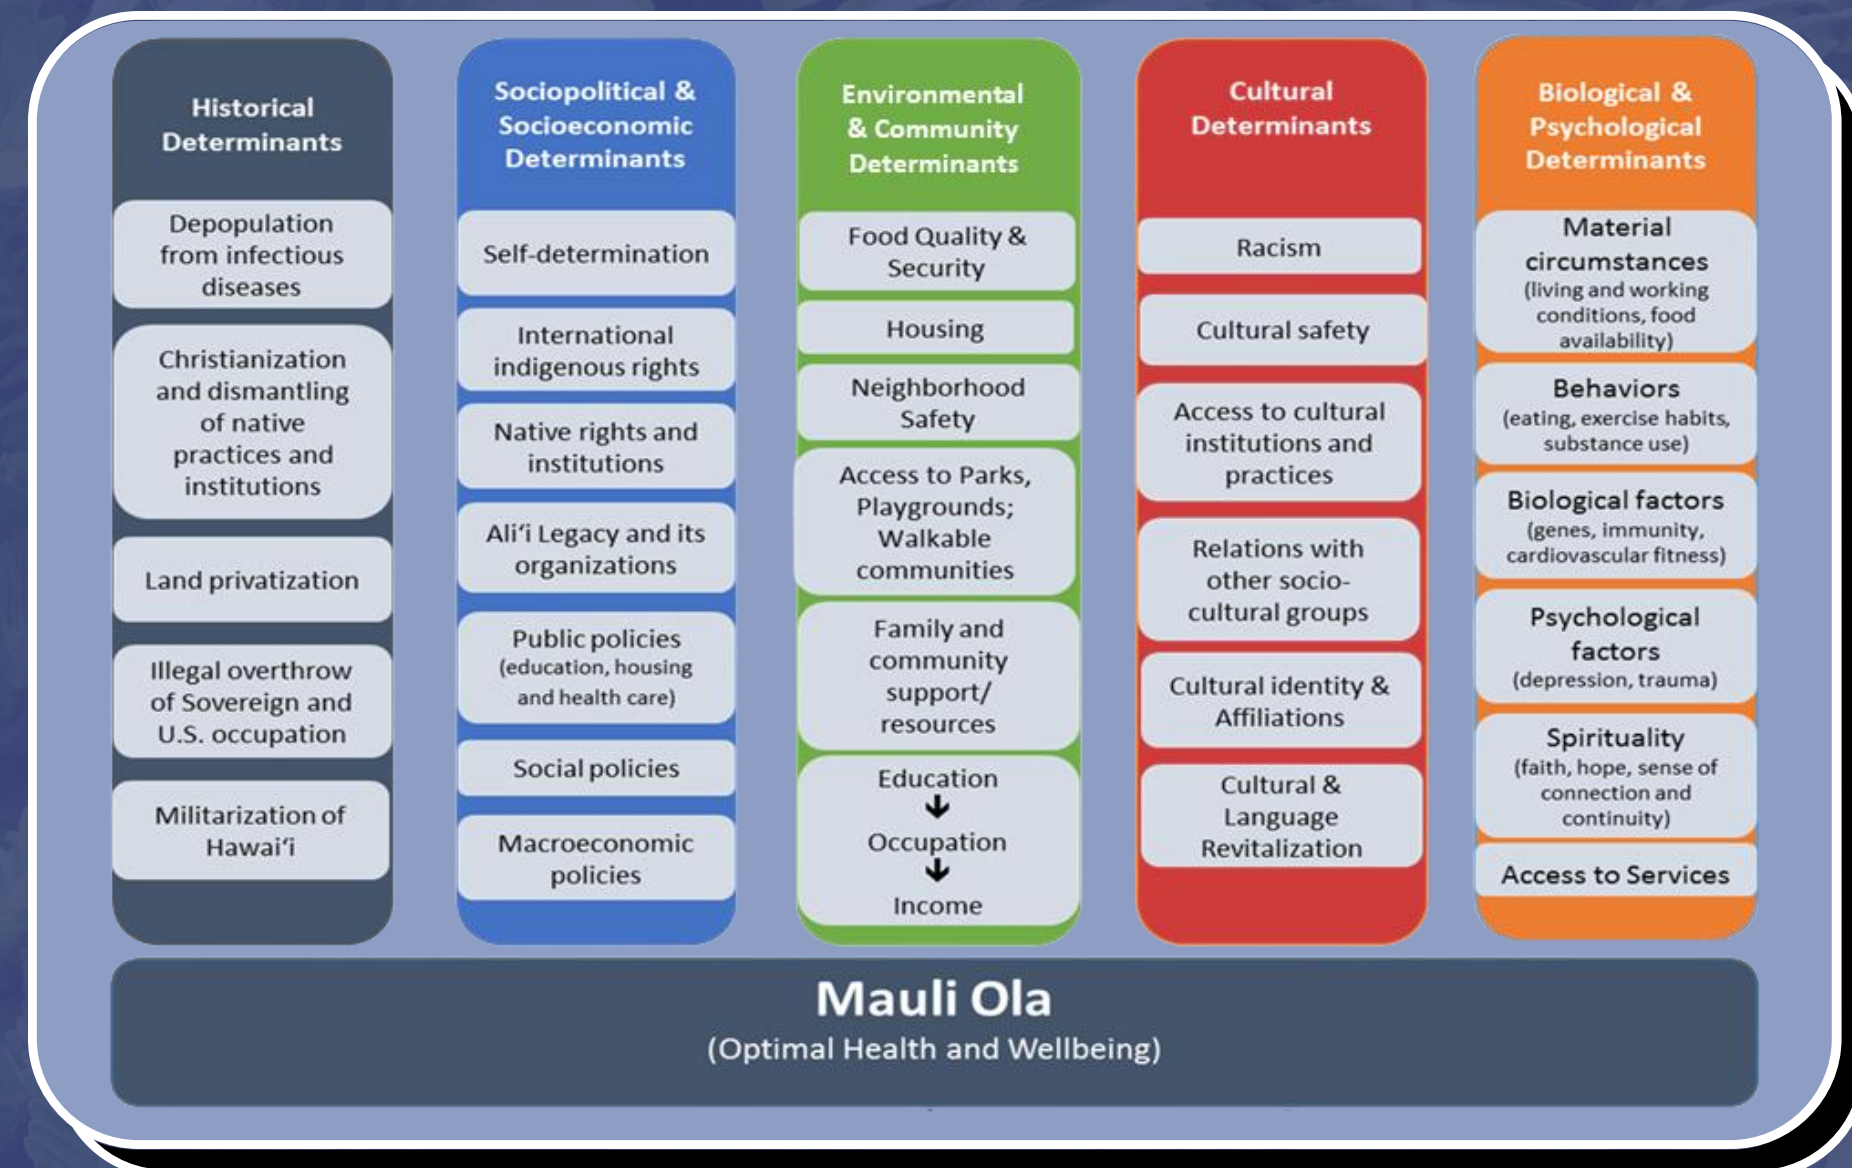 Historical
Determinants
Depopulation
from infectious
diseases
Christianization
and dismantling
of native
practices and
institutions
Land privatization
Illegal overthrow
of Sovereign and
U.S. occupation
Militarization of
Hawaiʻi
Sociopolitical &
Socioeconomic
Determinants
Self-determination
International
indigenous rights
Native rights and
institutions
Aliʻi Legacy and its
organizations
Public policies
(education, housing
and health care)
Social policies
Macroeconomic
policies
Environmental
& Community
Determinants
Food Quality &
Security
Housing
Neighborhood
Safety
Access to Parks,
Playgrounds;
Walkable
communities
Family and
community
support/
resources
Education
↓
Occupation
↓
Income
Cultural
Determinants
Racism
Cultural safety
Access to cultural
institutions and
practices
Relations with
other socio-
cultural groups
Cultural identity &
Affiliations
Cultural &
Language
Revitalization
Biological &
Psychological
Determinants
Material
circumstances
(living and working
conditions, food
availability)
Behaviors
(eating, exercise habits,
substance use)
Biological factors
(genes, immunity,
cardiovascular fitness)
Psychological
factors
(depression, trauma)
Spirituality
(faith, hope, sense of
connection and
continuity)
Access to Services
Mauli Ola
(Optimal Health and Wellbeing)